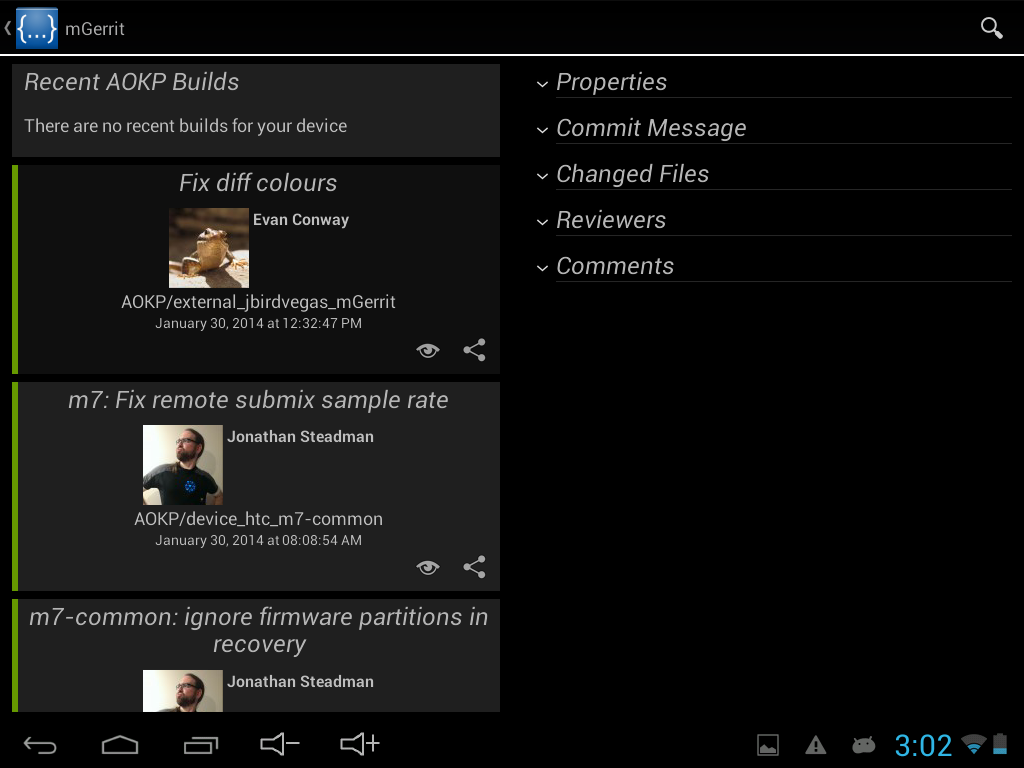 {...} mGerrit
Recent AOKP Builds
There are no recent builds for your device
Fix diff colours
Evan Conway
AOKP/external_jbirdvegas_mGerrit
January 30, 2014 at 12:32:47 PM
m7: Fix remote submix sample rate
Jonathan Steadman
AOKP/device_htc_m7-common
January 30, 2014 at 08:08:54 AM
m7-common: ignore firmware partitions in
recovery
Jonathan Steadman
Properties
Commit Message
Changed Files
Reviewers
Comments
3:02